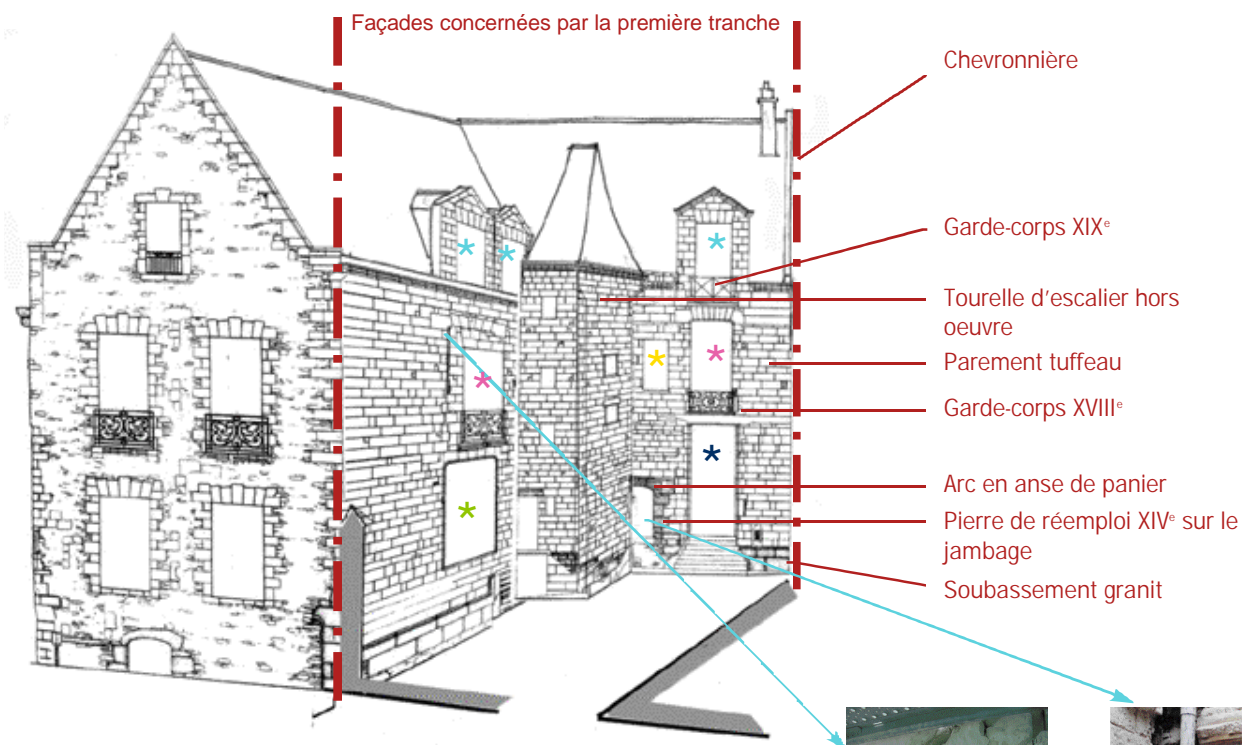 Façades concernées par la première tranche
Chevronnière
Garde-corps XIXᵉ
Tourelle d'escalier hors
oeuvre
Parement tuffeau
Garde-corps XVIIIᵉ
Arc en anse de panier
Pierre de réemploi XIVᵉ sur le
jambage
Soubassement granit